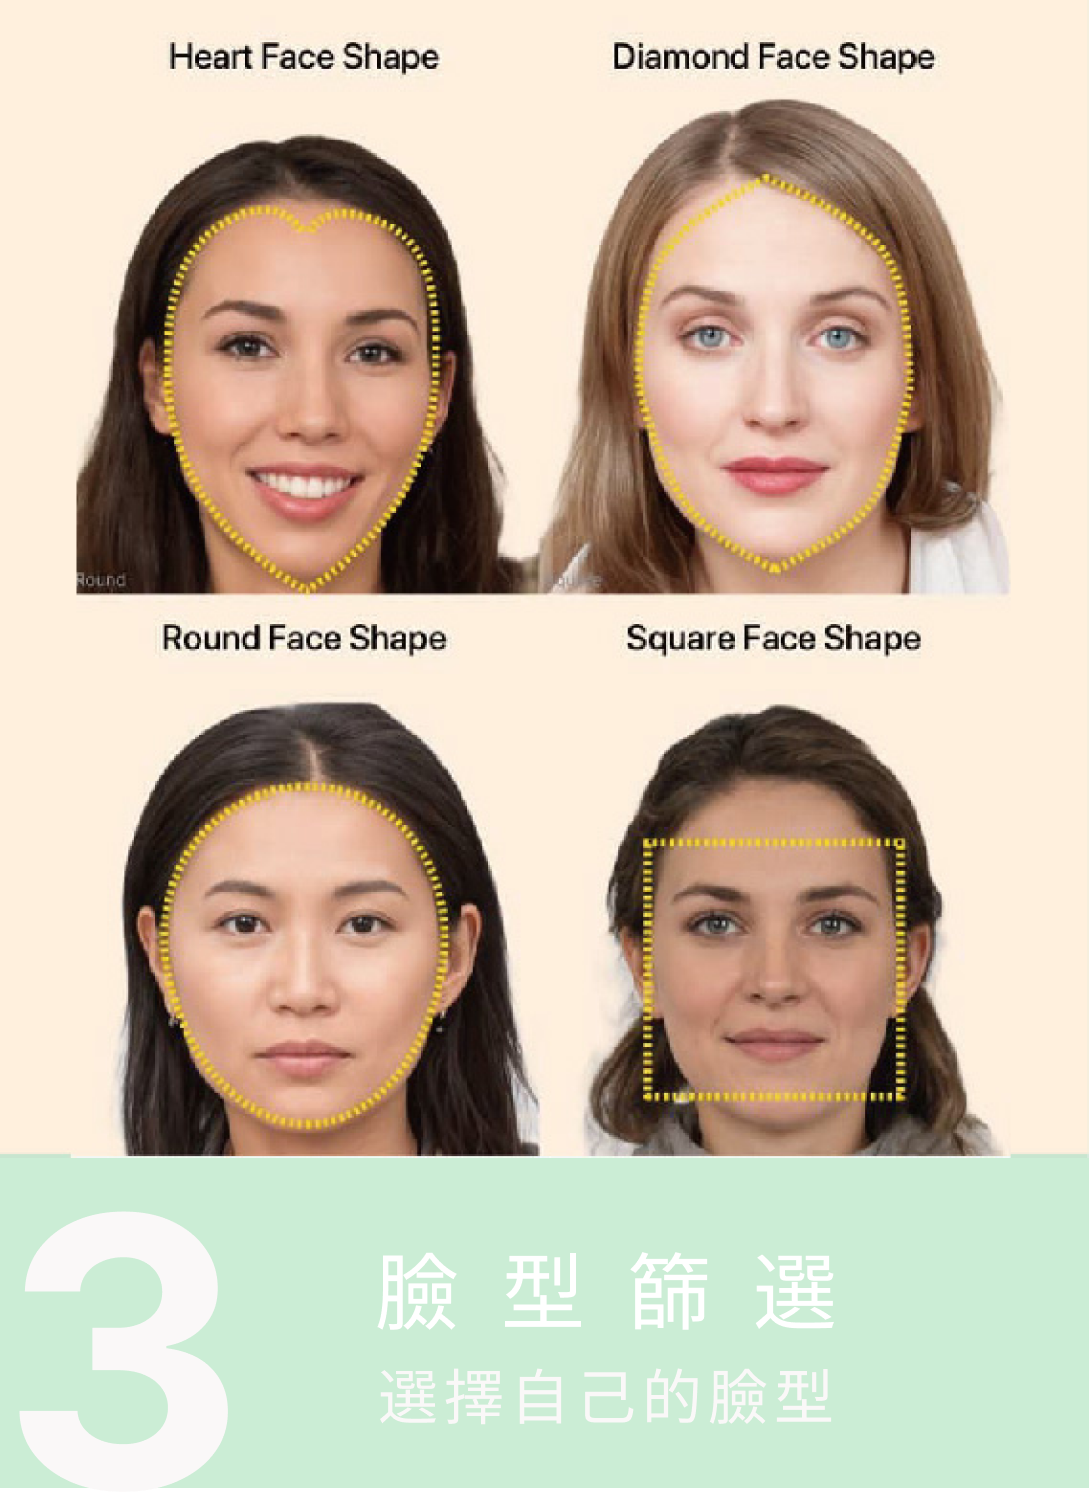 Heart Face Shape
Diamond Face Shape
Round
Round Face Shape
Square Face Shape
3
臉型篩選
選擇自己的臉型